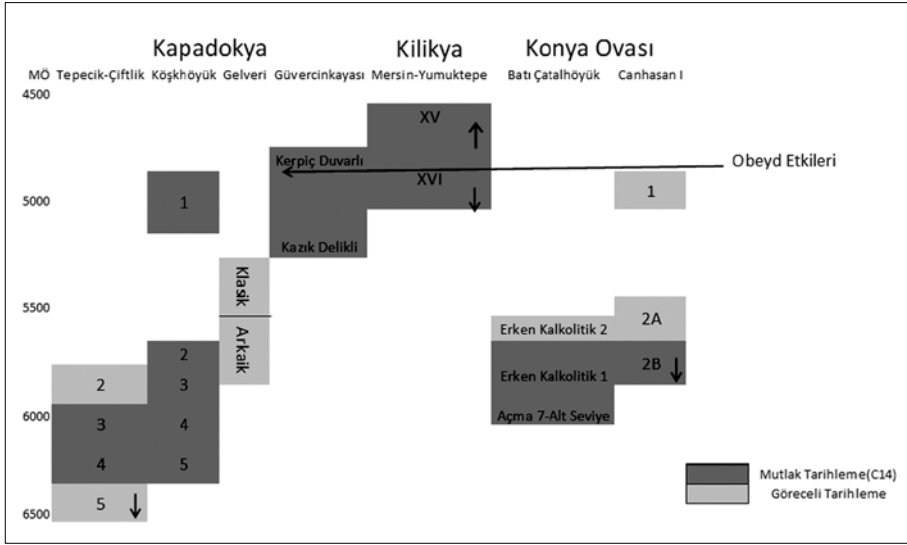 Kapadokya Kilikya Konya Ovası
MÖ Tepecik-Çiftlik Köşkhöyük Gelveri Güvercinkayası Mersin-Yumuktepe Batı Çatalhöyük Canhasan I
4500
XV
Kerpiç Duvarlı
Obeyd Etkileri
XVI
5000
1
1
Kazık Delikli
Klasik
5500
2A
Erken Kalkolitik 2
Arkaik
2
2B
2
3
Erken Kalkolitik 1
6000
3
4
Açma 7-Alt Seviye
4
5
Mutlak Tarihleme(C14)
5
Göreceli Tarihleme
6500